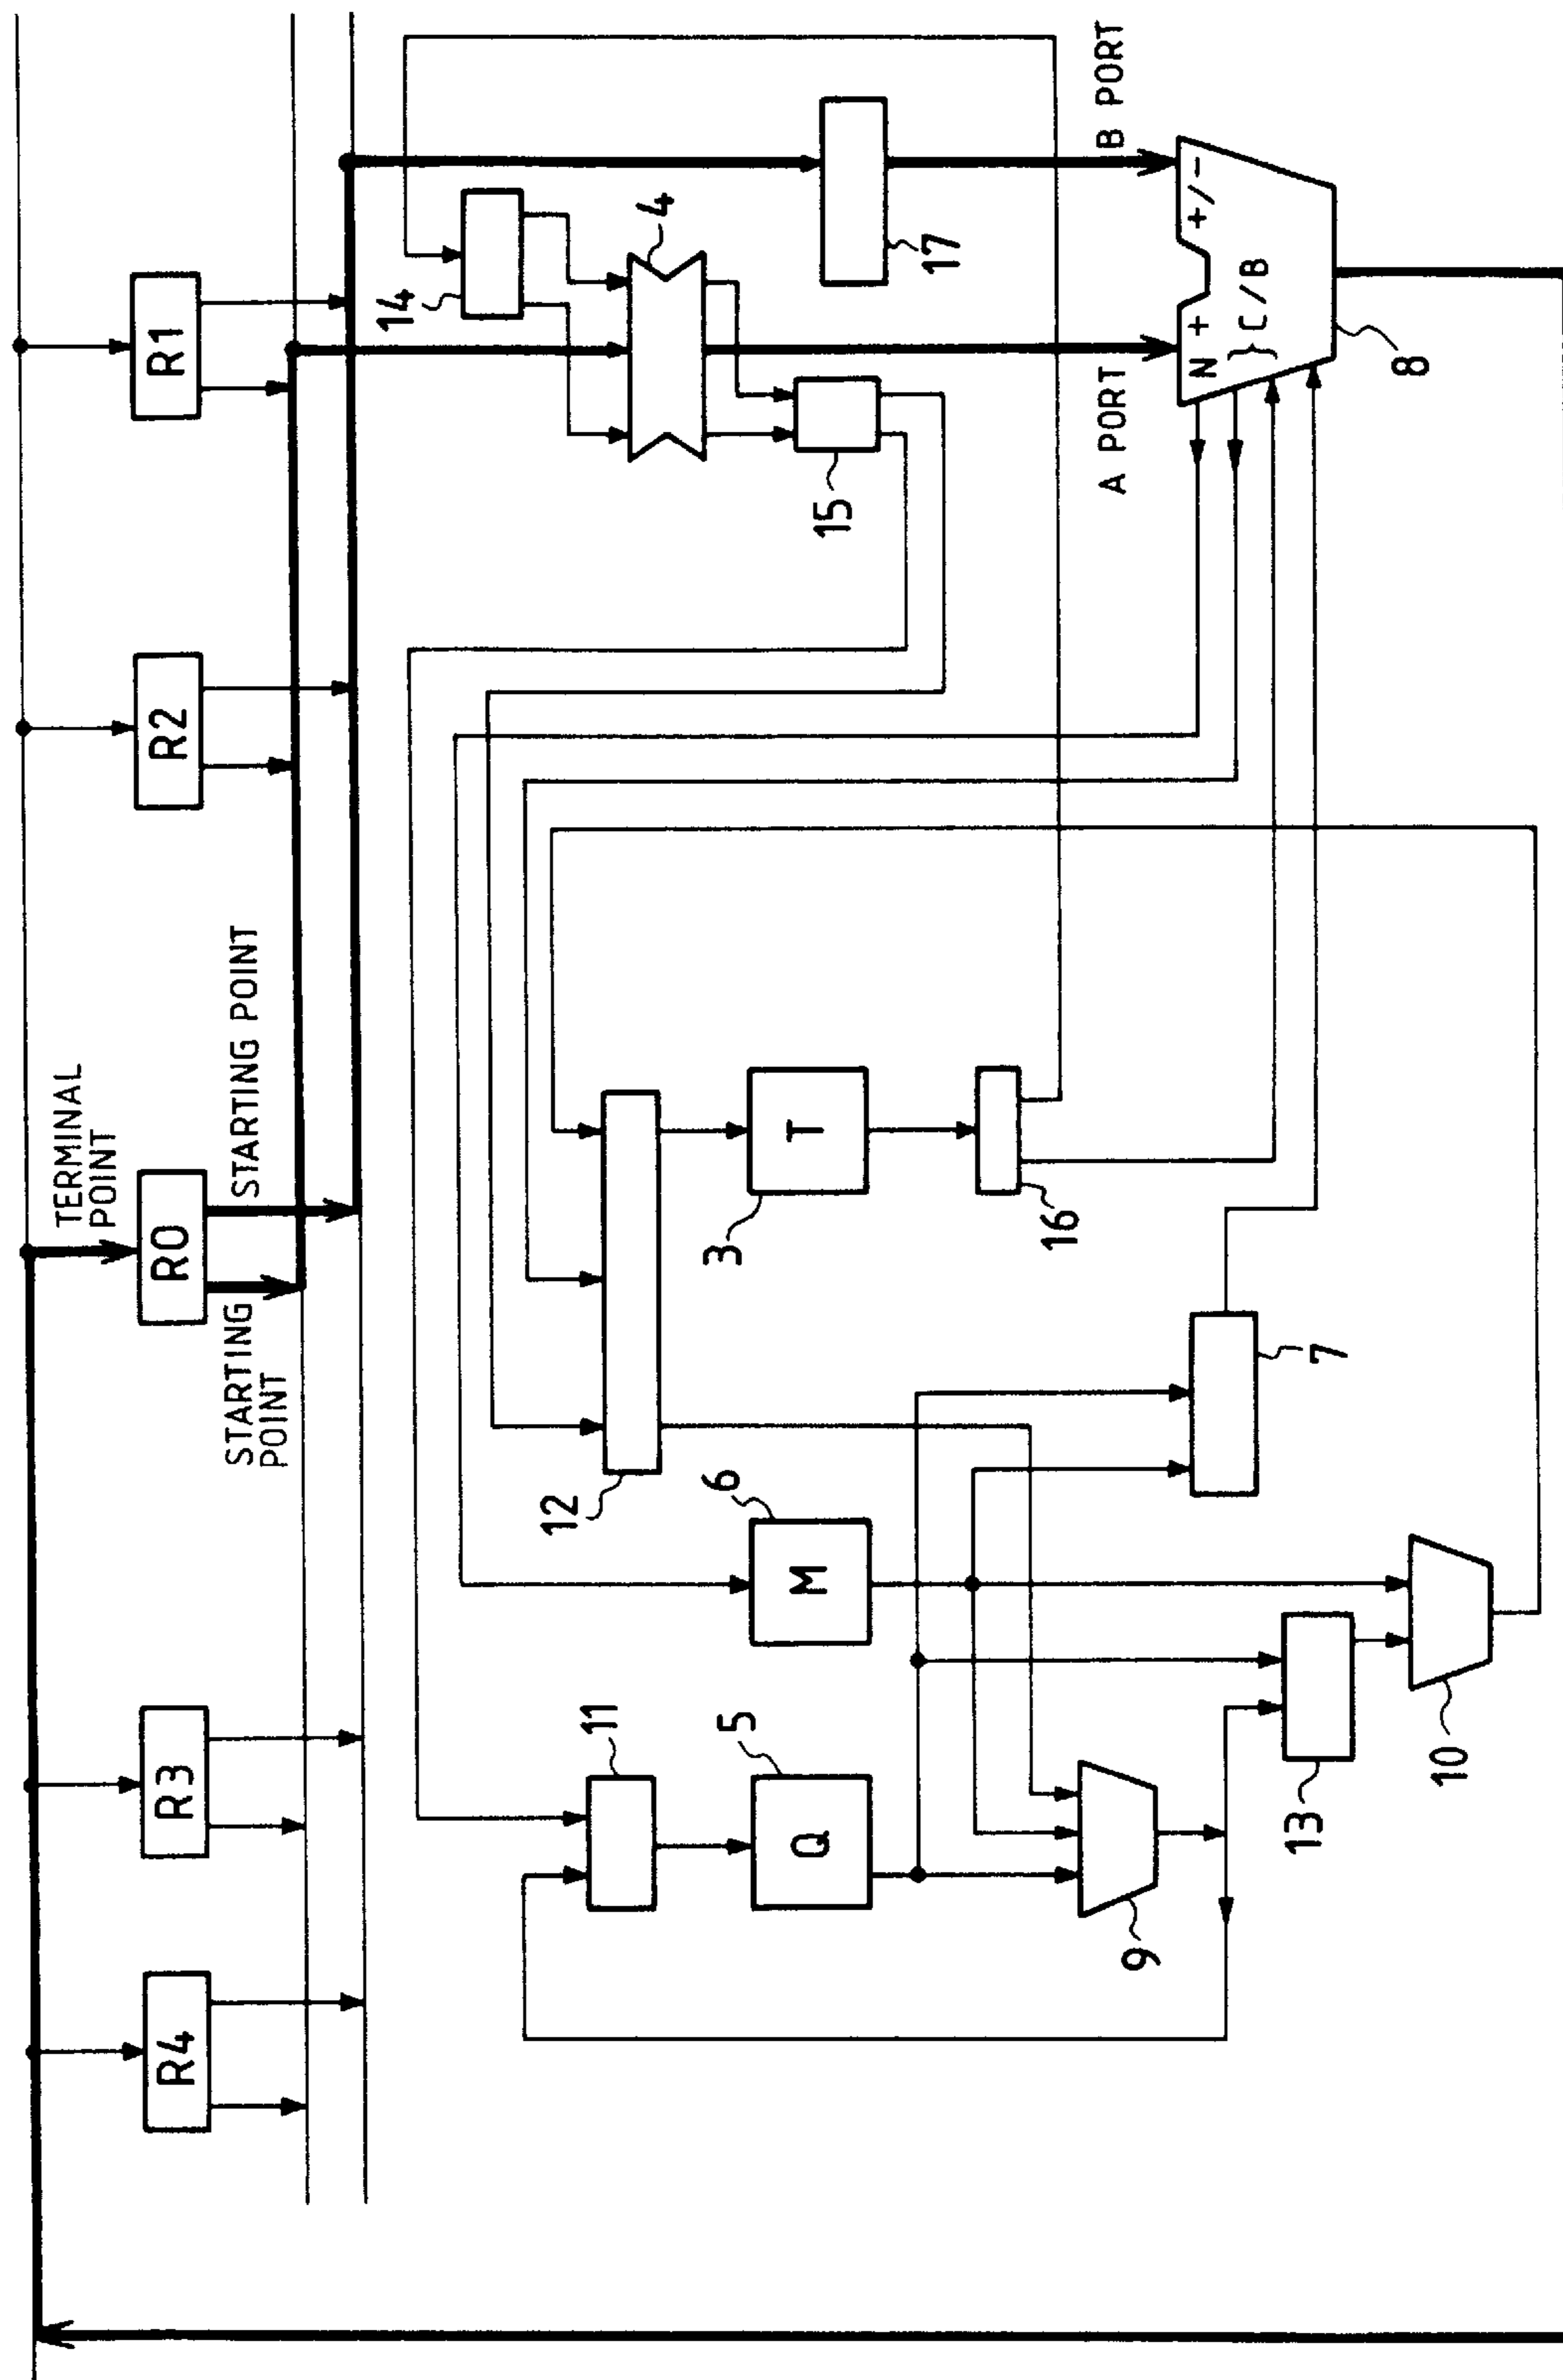 R4
R3
R0
R2
R1
TERMINAL
POINT
STARTING
POINT
STARTING POINT
14
4
17
15
11
12
5
6
3
16
Q
M
T
9
13
10
7
A PORT
B PORT
N + +/-
} C/B
8